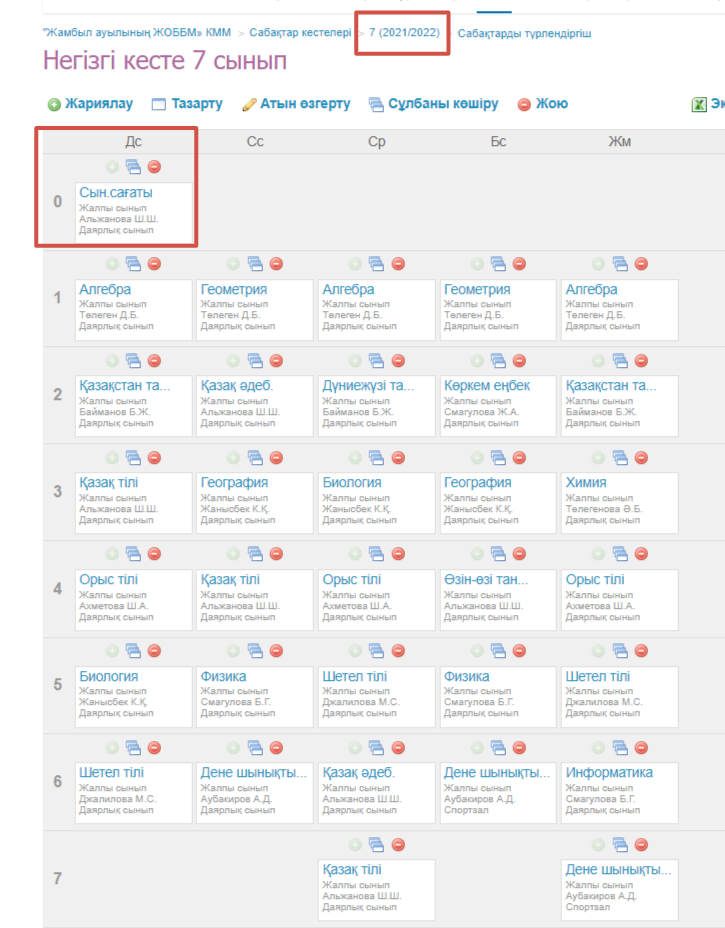 "Жамбыл ауылының ЖОББМ» КММ > Сабақтар кестелері > 7 (2021/2022) > Сабақтарды түрлендіргіш
Негізгі кесте 7 сынып
Жариялау Тазарту Атын өзгерту Сұлбаны көшіру Жою
Дс Сс Ср Бс Жм
0
Сын.сағаты
Жалпы сынып
Альжанова Ш.Ш.
Даярлық сынып
1
Алгебра Геометрия Алгебра Геометрия Алгебра
Жалпы сынып Жалпы сынып Жалпы сынып Жалпы сынып Жалпы сынып
Төлеген Д.Б. Төлеген Д.Б. Төлеген Д.Б. Төлеген Д.Б. Төлеген Д.Б.
Даярлық сынып Даярлық сынып Даярлық сынып Даярлық сынып Даярлық сынып
2
Қазақстан та... Қазақ әдеб. Дүниежүзі та... Көркем еңбек Қазақстан та...
Жалпы сынып Жалпы сынып Жалпы сынып Жалпы сынып Жалпы сынып
Байманов Б.Ж. Альжанова Ш.Ш. Байманов Б.Ж. Смагулова Ж.А. Байманов Б.Ж.
Даярлық сынып Даярлық сынып Даярлық сынып Даярлық сынып Даярлық сынып
3
Қазақ тілі География Биология География Химия
Жалпы сынып Жалпы сынып Жалпы сынып Жалпы сынып Жалпы сынып
Альжанова Ш.Ш. Жанысбек К.Қ. Жанысбек К.Қ. Жанысбек К.Қ. Төлегенова Ә.Б.
Даярлық сынып Даярлық сынып Даярлық сынып Даярлық сынып Даярлық сынып
4
Орыс тілі Қазақ тілі Орыс тілі Өзін-өзі тан... Орыс тілі
Жалпы сынып Жалпы сынып Жалпы сынып Жалпы сынып Жалпы сынып
Ахметова Ш.А. Альжанова Ш.Ш. Ахметова Ш.А. Альжанова Ш.Ш. Ахметова Ш.А.
Даярлық сынып Даярлық сынып Даярлық сынып Даярлық сынып Даярлық сынып
5
Биология Физика Шетел тілі Физика Шетел тілі
Жалпы сынып Жалпы сынып Жалпы сынып Жалпы сынып Жалпы сынып
Жанысбек К.Қ. Смагулова Б.Г. Джалилова М.С. Смагулова Б.Г. Джалилова М.С.
Даярлық сынып Даярлық сынып Даярлық сынып Даярлық сынып Даярлық сынып
6
Шетел тілі Дене шынықты... Қазақ әдеб. Дене шынықты... Информатика
Жалпы сынып Жалпы сынып Жалпы сынып Жалпы сынып Жалпы сынып
Джалилова М.С. Аубакиров А.Д. Альжанова Ш.Ш. Аубакиров А.Д. Смагулова Б.Г.
Даярлық сынып Даярлық сынып Даярлық сынып Спортзал Даярлық сынып
7
Қазақ тілі Дене шынықты...
Жалпы сынып Жалпы сынып
Альжанова Ш.Ш. Аубакиров А.Д.
Даярлық сынып Спортзал